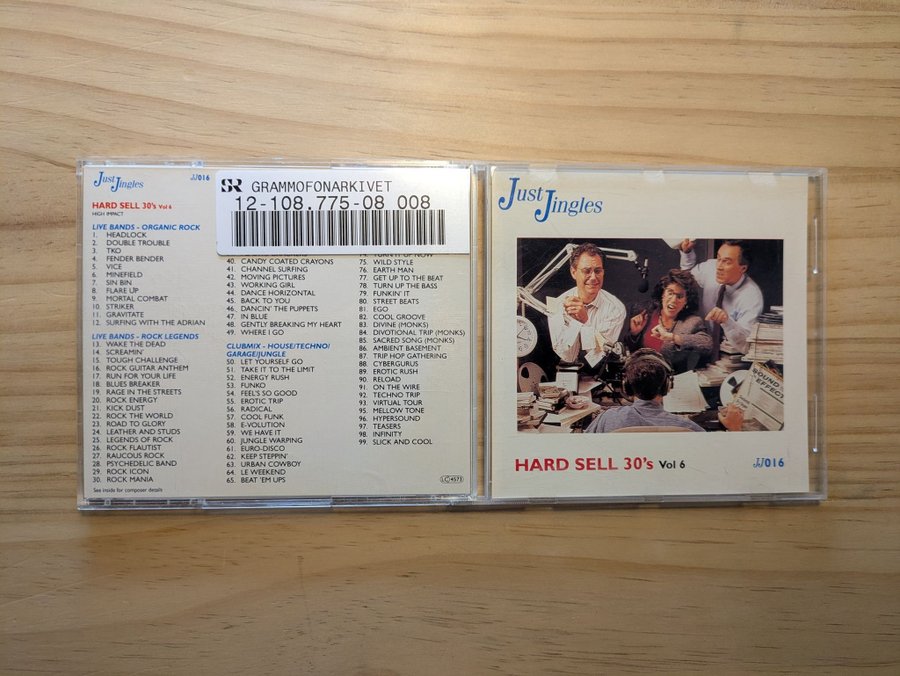 Just Jingles
JJ016
HARD SELL 30's Vol 6
HIGH IMPACT
LIVE BANDS - ORGANIC ROCK
1. HEADLOCK
2. DOUBLE TROUBLE
3. TKO
4. FENDER BENDER
5. VICE
6. MINEFIELD
7. SIN BIN
8. FLARE UP
9. MORTAL COMBAT
10. STRIKER
11. GRAVITATE
12. SURFING WITH THE ADRIAN
LIVE BANDS - ROCK LEGENDS
13. WAKE THE DEAD
14. SCREAMIN'
15. TOUGH CHALLENGE
16. ROCK GUITAR ANTHEM
17. RUN FOR YOUR LIFE
18. BLUES BREAKER
19. RAGE IN THE STREETS
20. ROCK ENERGY
21. KICK DUST
22. ROCK THE WORLD
23. ROAD TO GLORY
24. LEATHER AND STUDS
25. LEGENDS OF ROCK
26. ROCK FLAUTIST
27. RAUCOUS ROCK
28. PSYCHEDELIC BAND
29. ROCK ICON
30. ROCK MANIA
See inside for composer details
SR GRAMMOFONARKIVET
12-108.775-08 008
40. CANDY COATED CRAYONS
41. CHANNEL SURFING
42. MOVING PICTURES
43. WORKING GIRL
44. DANCE HORIZONTAL
45. BACK TO YOU
46. DANCIN' THE PUPPETS
47. IN BLUE
48. GENTLY BREAKING MY HEART
49. WHERE I GO
CLUBMIX - HOUSE/TECHNO/
GARAGE/JUNGLE
50. LET YOURSELF GO
51. TAKE IT TO THE LIMIT
52. ENERGY RUSH
53. FUNKO
54. FEEL'S SO GOOD
55. EROTIC TRIP
56. RADICAL
57. COOL FUNK
58. E-VOLUTION
59. WE HAVE IT
60. JUNGLE WARPING
61. EURO-DISCO
62. KEEP STEPPIN'
63. URBAN COWBOY
64. LE WEEKEND
65. BEAT 'EM UPS
74. TURN IT UP NOW
75. WILD STYLE
76. EARTH MAN
77. GET UP TO THE BEAT
78. TURN UP THE BASS
79. FUNKIN' IT
80. STREET BEATS
81. EGO
82. COOL GROOVE
83. DIVINE (MONKS)
84. DIVOTIONAL TRIP (MONKS)
85. SACRED SONG (MONKS)
86. AMBIENT BASEMENT
87. TRIP HOP GATHERING
88. CYBERGURUS
89. EROTIC RUSH
90. RELOAD
91. ON THE WIRE
92. TECHNO TRIP
93. VIRTUAL TOUR
95. MELLOW TONE
96. HYPERSOUND
97. TEASERS
98. INFINITY
99. SLICK AND COOL
LC 4573
Just Jingles
SOUND
EFFECT
HARD SELL 30's Vol 6
JJ016